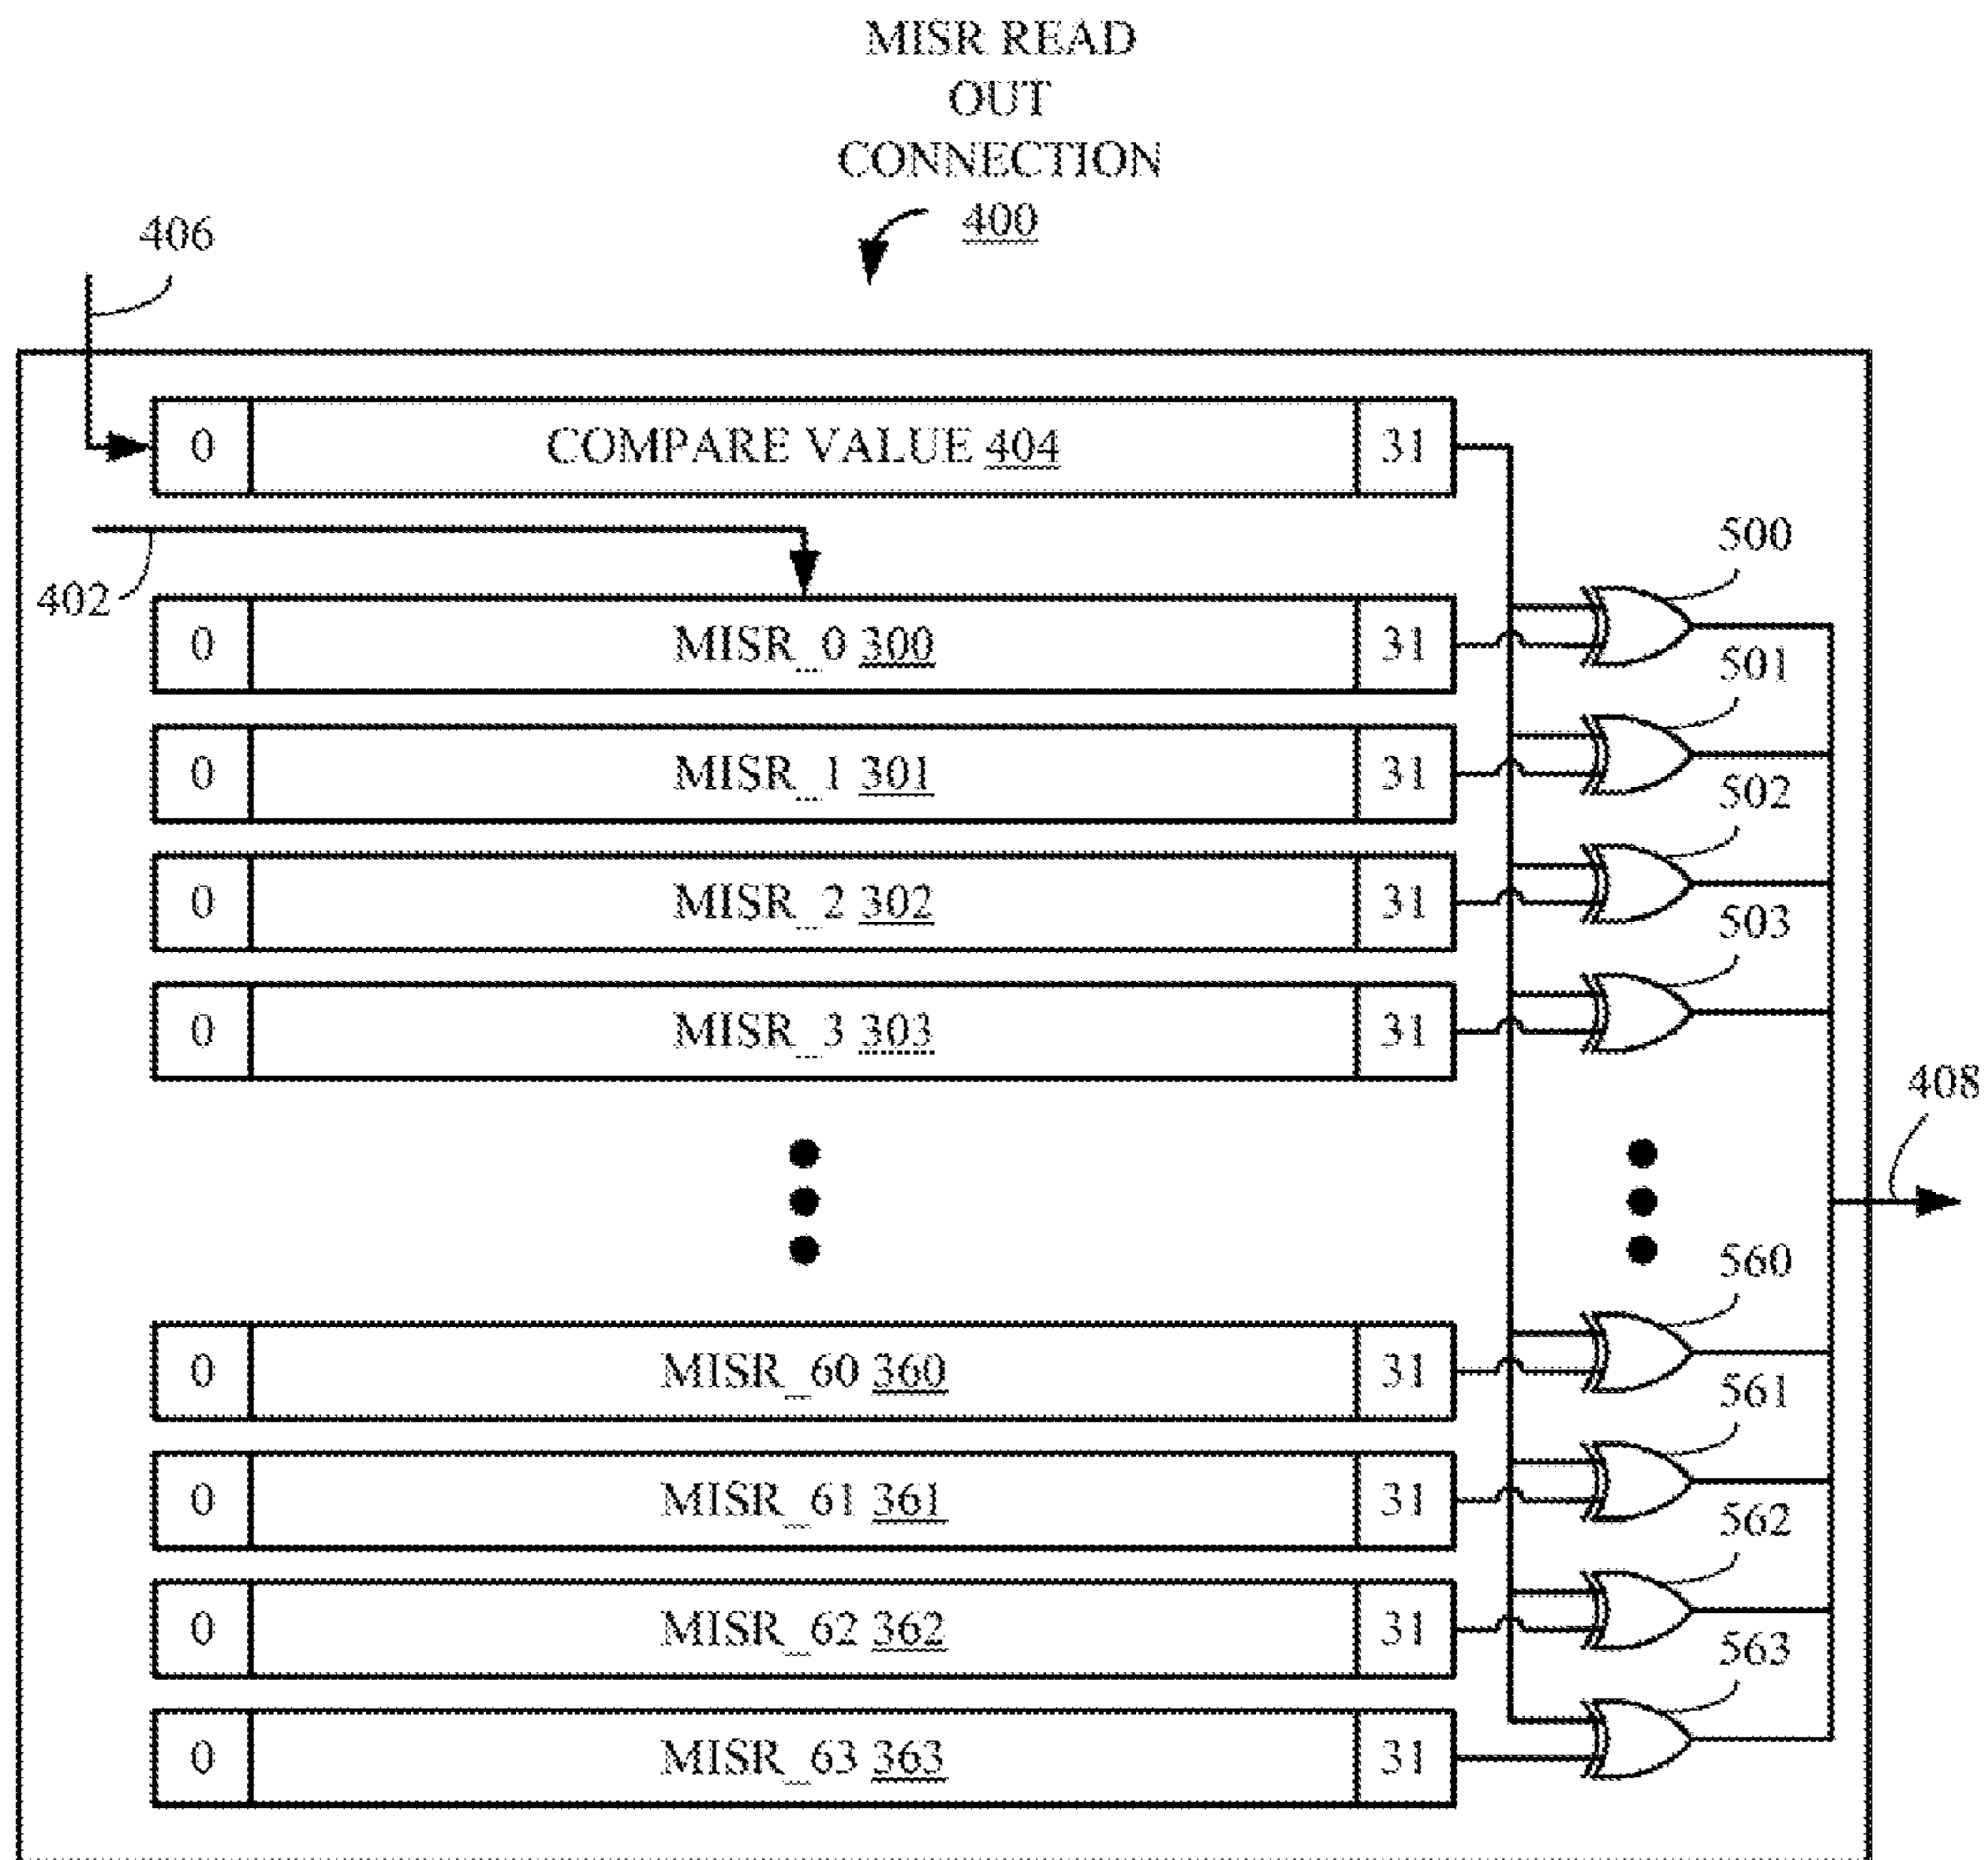 MISR READ
OUT
CONNECTION
400
406
0 COMPARE VALUE 404 31
402
500
0 MISR_0 300 31
501
0 MISR_1 301 31
502
0 MISR_2 302 31
503
0 MISR_3 303 31
408
560
0 MISR_60 360 31
561
0 MISR_61 361 31
562
0 MISR_62 362 31
563
0 MISR_63 363 31